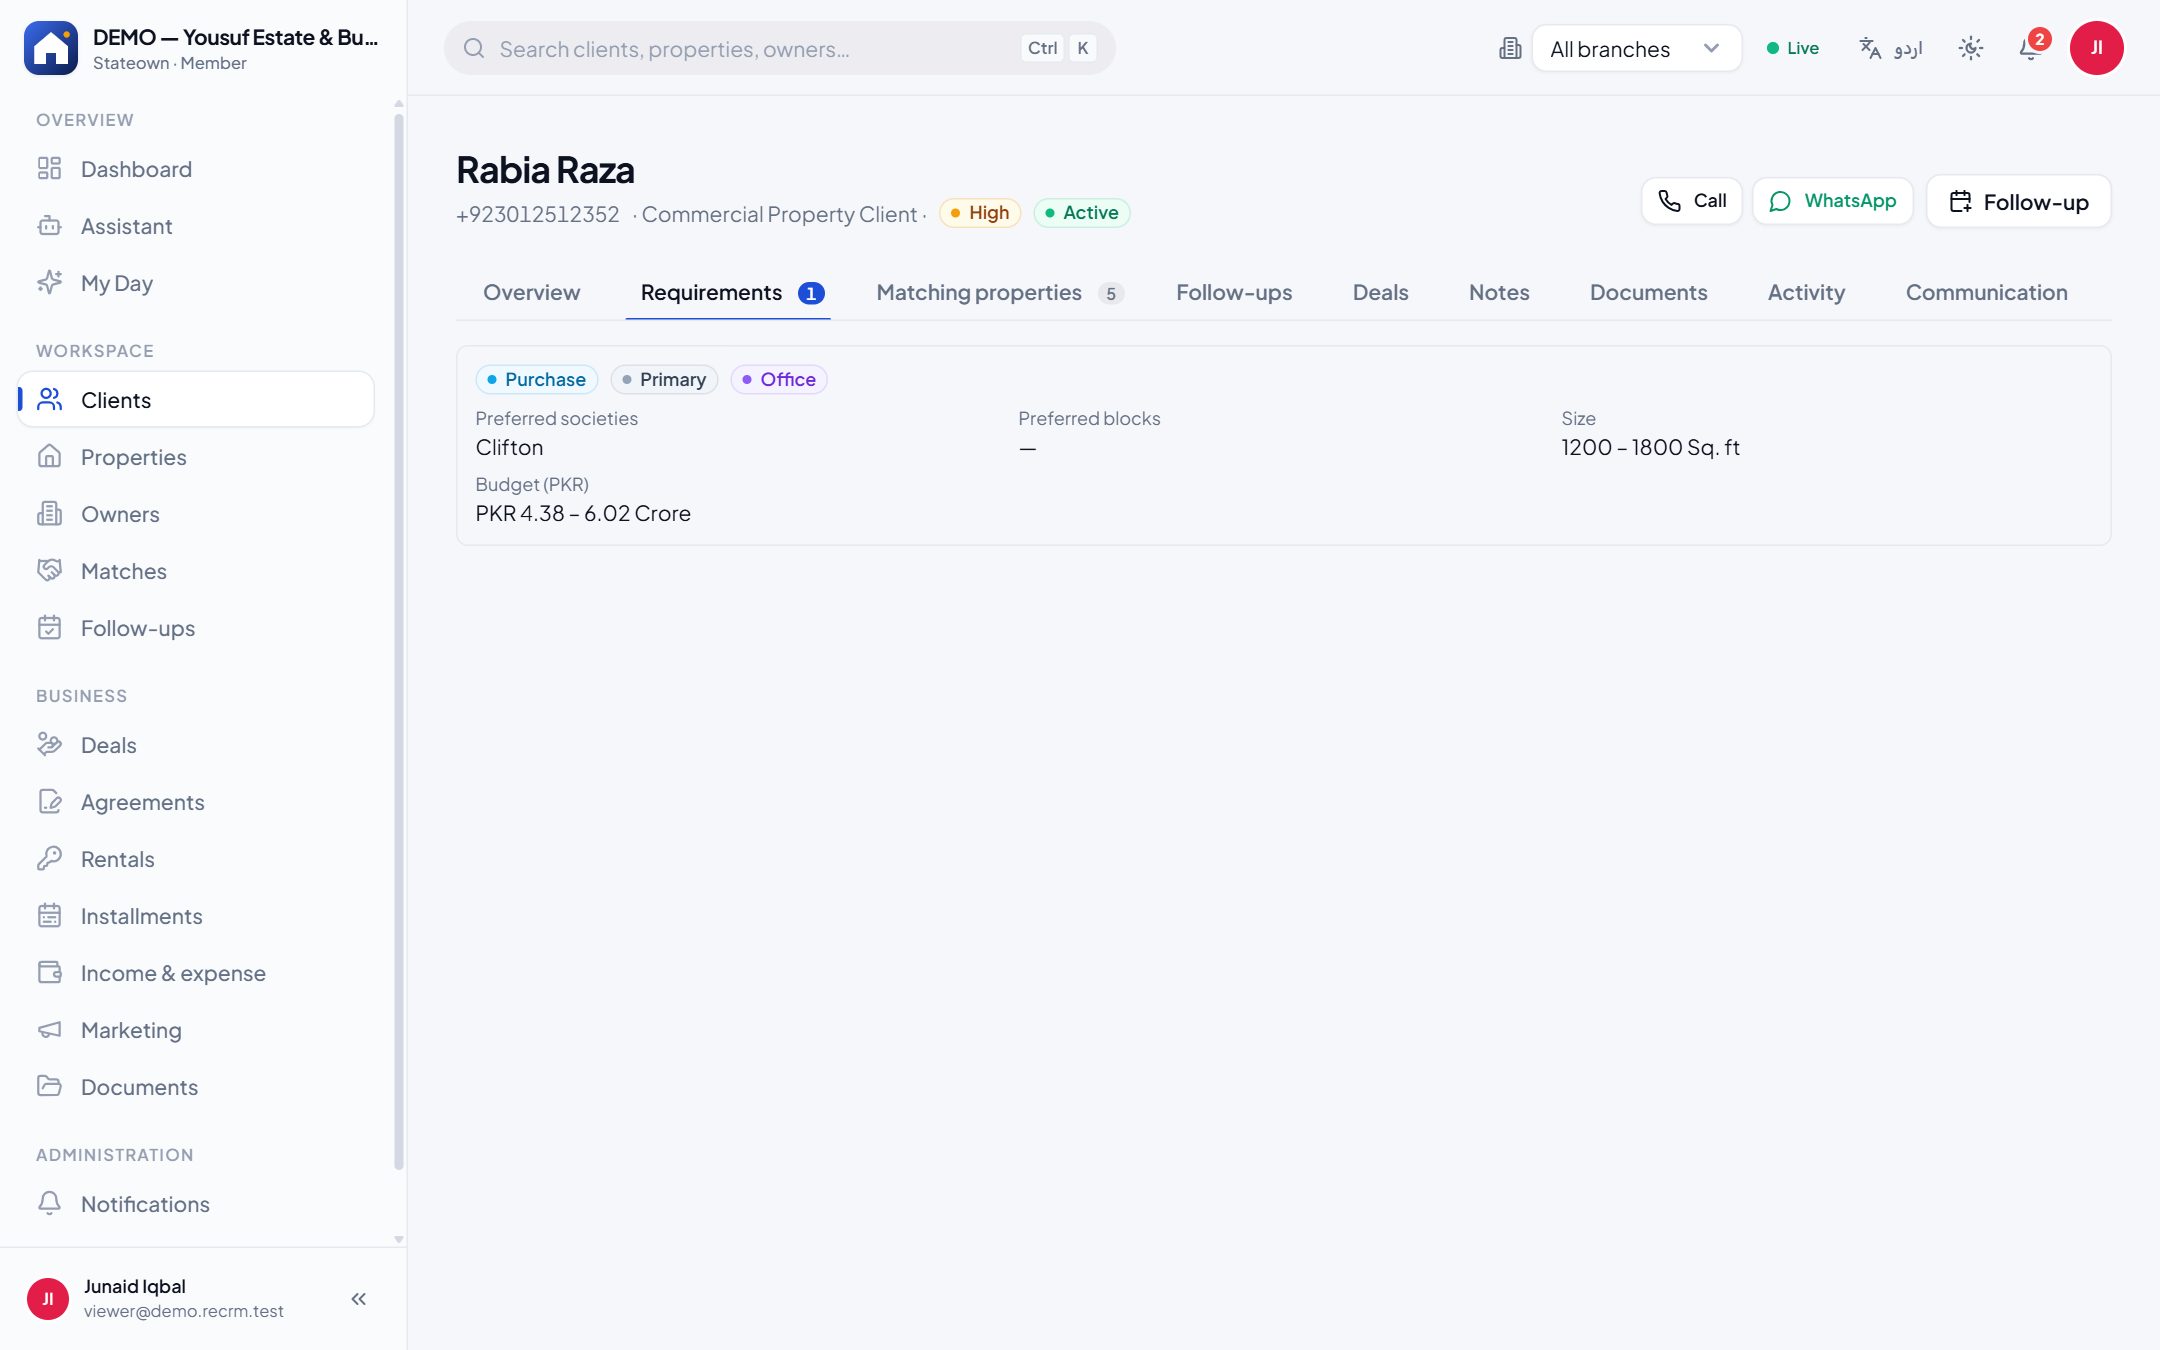 DEMO — Yousuf Estate & Bu...
Stateown · Member
OVERVIEW
Dashboard
Assistant
My Day
WORKSPACE
Clients
Properties
Owners
Matches
Follow-ups
BUSINESS
Deals
Agreements
Rentals
Installments
Income & expense
Marketing
Documents
ADMINISTRATION
Notifications
JI
Junaid Iqbal
viewer@demo.recrm.test
Search clients, properties, owners... Ctrl K
All branches
Live
اردو
2
JI
Rabia Raza
+923012512352 · Commercial Property Client · High Active
Call WhatsApp Follow-up
Overview Requirements 1 Matching properties 5 Follow-ups Deals Notes Documents Activity Communication
Purchase Primary Office
Preferred societies Preferred blocks Size
Clifton — 1200 – 1800 Sq. ft
Budget (PKR)
PKR 4.38 – 6.02 Crore